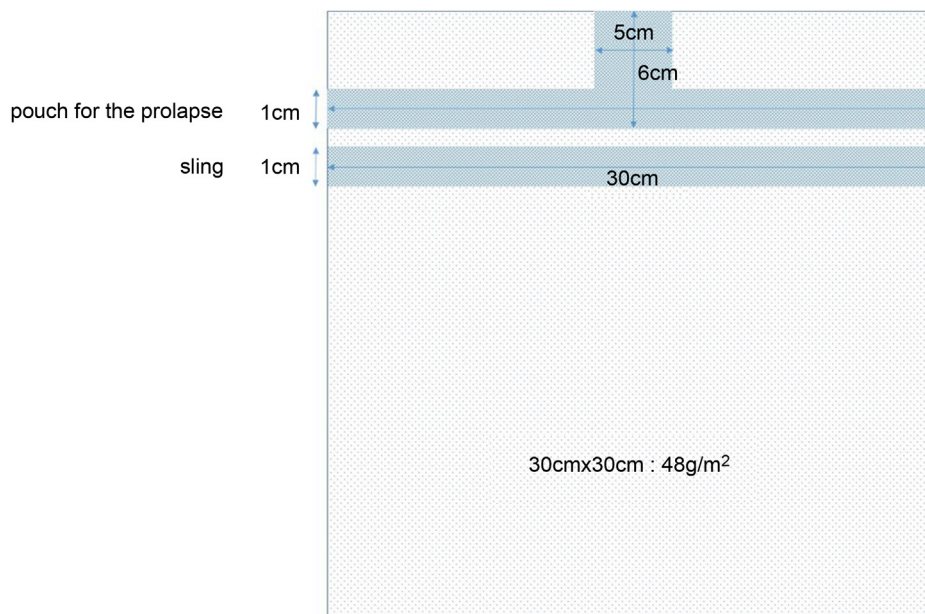 5cm
6cm
pouch for the prolapse 1cm
sling 1cm
30cm
30cmx30cm : 48g/m²